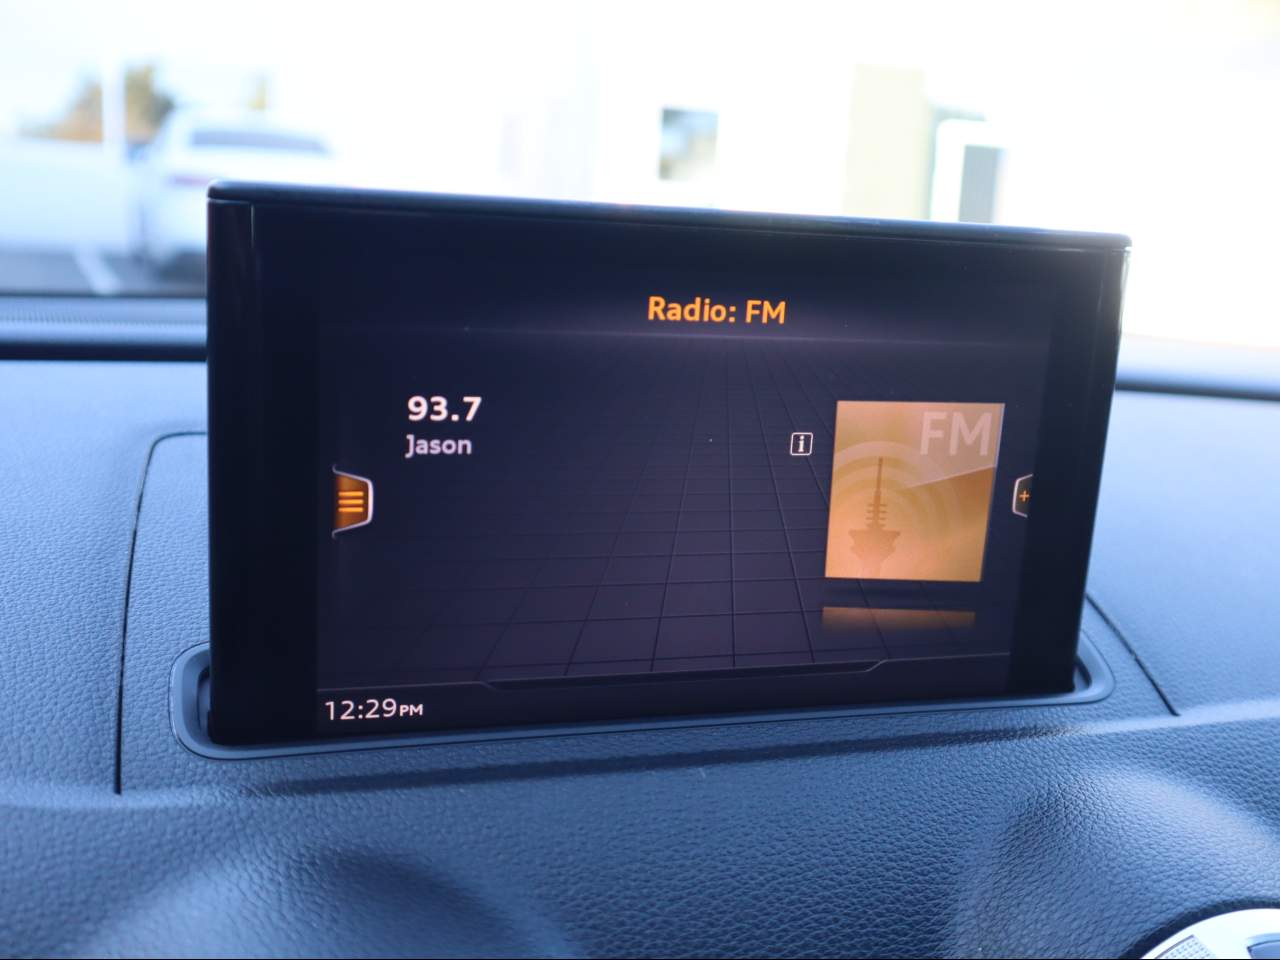 Radio: FM
93.7
Jason
i
FM
12:29PM